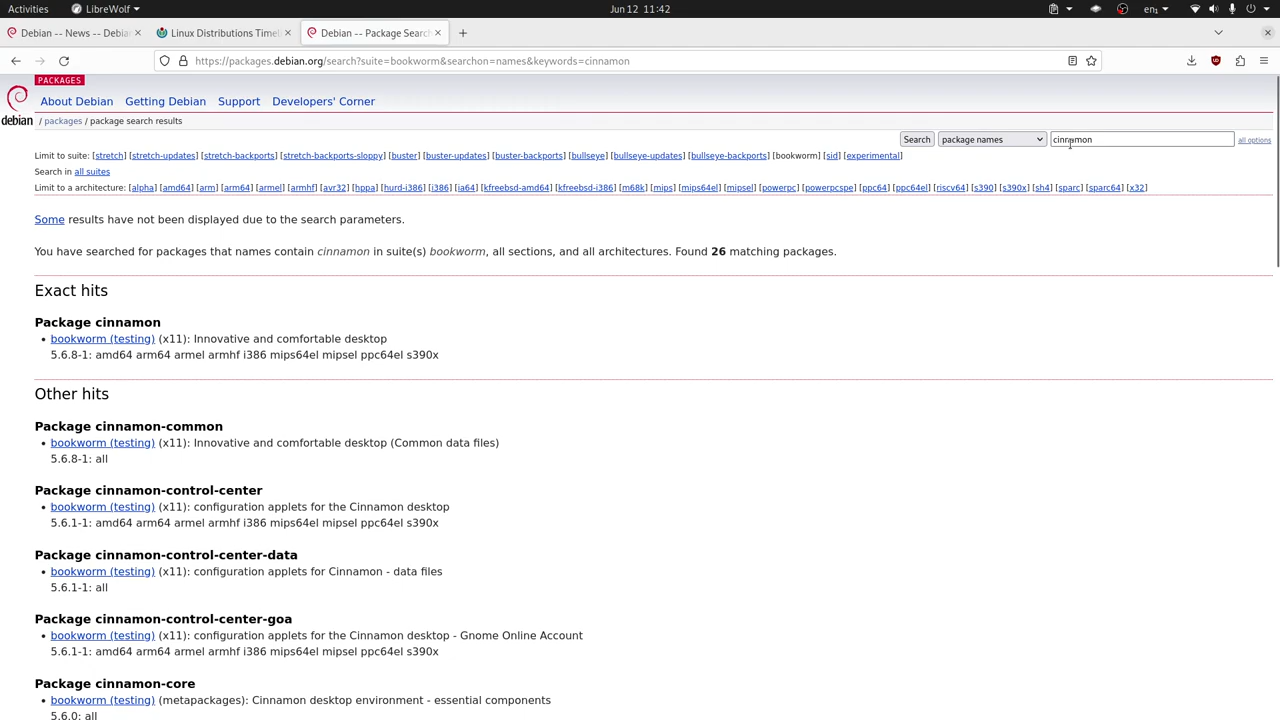 Activities LibreWolf Jun 12 11:42 en₁
Debian -- News -- Debia Linux Distributions Timel Debian -- Package Searc
https://packages.debian.org/search?suite=bookworm&searchon=names&keywords=cinnamon
PACKAGES
debian
About Debian Getting Debian Support Developers' Corner
/ packages / package search results
Search package names cinnamon all options
Limit to suite: [stretch] [stretch-updates] [stretch-backports] [stretch-backports-sloppy] [buster] [buster-updates] [buster-backports] [bullseye] [bullseye-updates] [bullseye-backports] [bookworm] [sid] [experimental]
Search in all suites
Limit to a architecture: [alpha] [amd64] [arm] [arm64] [armel] [armhf] [avr32] [hppa] [hurd-i386] [i386] [ia64] [kfreebsd-amd64] [kfreebsd-i386] [m68k] [mips] [mips64el] [mipsel] [powerpc] [powerpcspe] [ppc64] [ppc64el] [riscv64] [s390] [s390x] [sh4] [sparc] [sparc64] [x32]
Some results have not been displayed due to the search parameters.
You have searched for packages that names contain cinnamon in suite(s) bookworm, all sections, and all architectures. Found 26 matching packages.
Exact hits
Package cinnamon
• bookworm (testing) (x11): Innovative and comfortable desktop
5.6.8-1: amd64 arm64 armel armhf i386 mips64el mipsel ppc64el s390x
Other hits
Package cinnamon-common
• bookworm (testing) (x11): Innovative and comfortable desktop (Common data files)
5.6.8-1: all
Package cinnamon-control-center
• bookworm (testing) (x11): configuration applets for the Cinnamon desktop
5.6.1-1: amd64 arm64 armel armhf i386 mips64el mipsel ppc64el s390x
Package cinnamon-control-center-data
• bookworm (testing) (x11): configuration applets for Cinnamon - data files
5.6.1-1: all
Package cinnamon-control-center-goa
• bookworm (testing) (x11): configuration applets for the Cinnamon desktop - Gnome Online Account
5.6.1-1: amd64 arm64 armel armhf i386 mips64el mipsel ppc64el s390x
Package cinnamon-core
• bookworm (testing) (metapackages): Cinnamon desktop environment - essential components
5.6.0: all